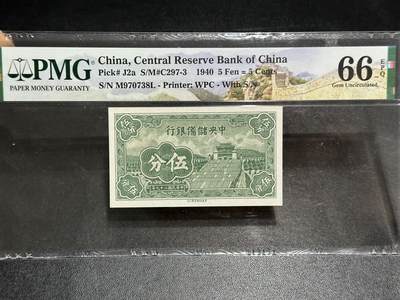 PMG
PAPER MONEY GUARANTY
China, Central Reserve Bank of China
Pick# J2a S/M#C297-3 1940 5 Fen = 5 Cents
S/N M970738L - Printer: WPC - With S/N
66 EPQ
Gem Uncirculated
行銀備儲央中
分伍